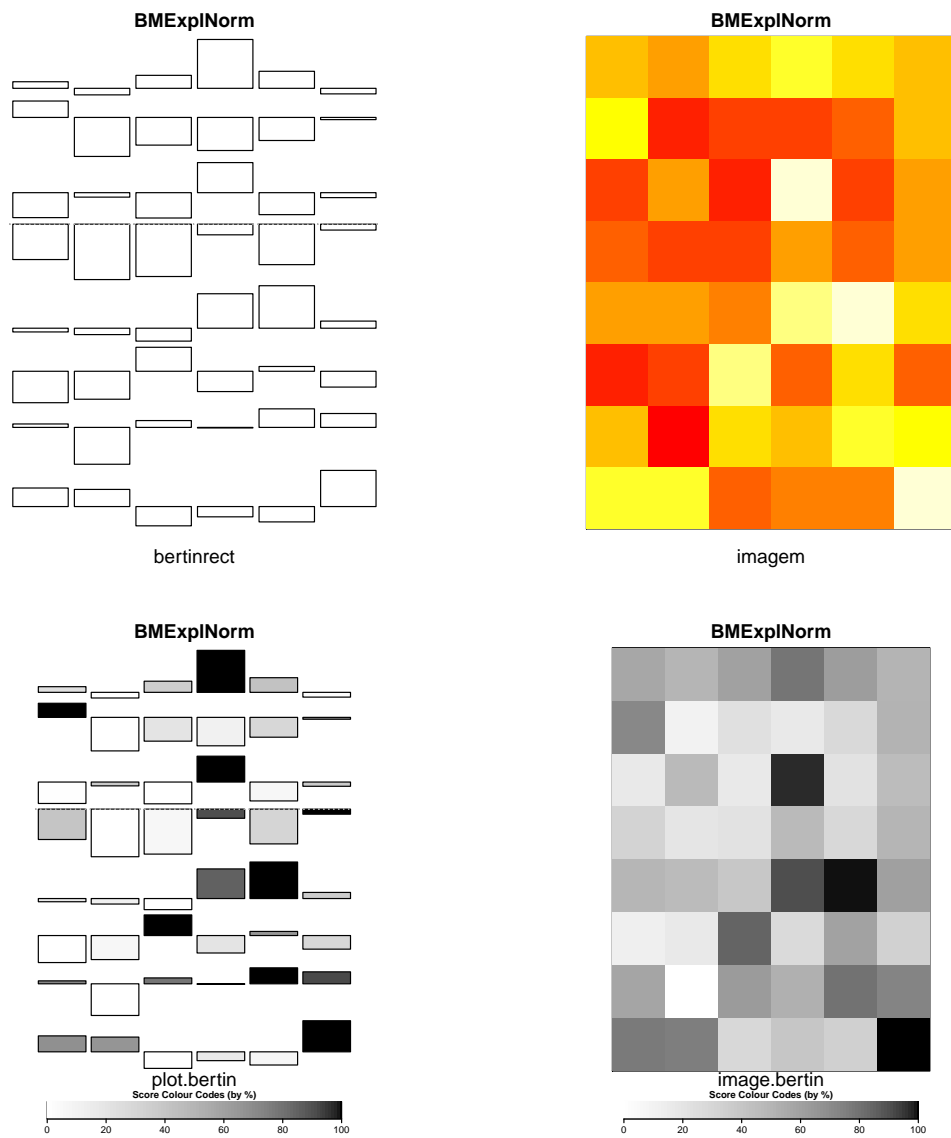 BMExplNorm
BMExplNorm
bertinrect
imagem
BMExplNorm
BMExplNorm
plot.bertin
image.bertin
Score Colour Codes (by %)
Score Colour Codes (by %)
0 20 40 60 80 100
0 20 40 60 80 100